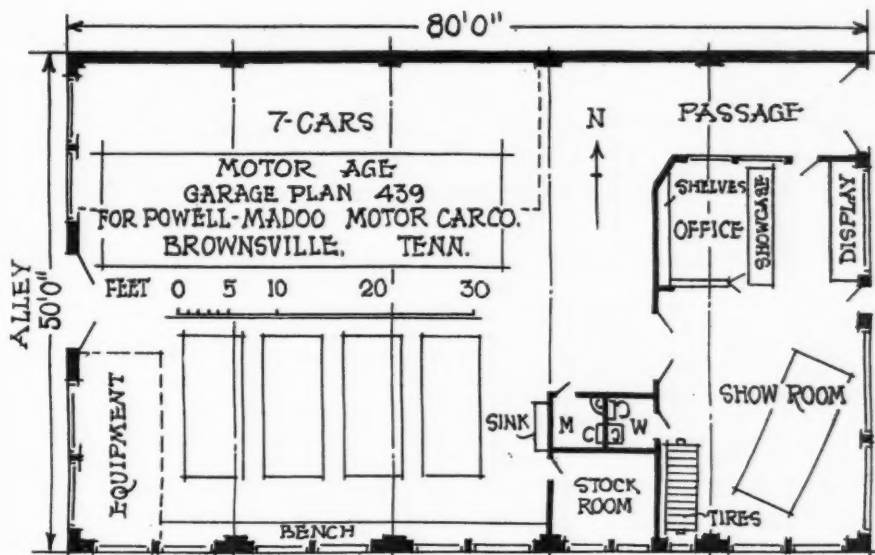 80'0"
7-CARS
N
PASSAGE
MOTOR AGE
GARAGE PLAN 439
FOR POWELL-MADOO MOTOR CAR CO.
BROWNSVILLE, TENN.
SHELVES
OFFICE
SHOWCASE
DISPLAY
ALLEY
50'0"
FEET 0 5 10 20 30
EQUIPMENT
SINK
M
C
W
SHOW ROOM
STOCK
ROOM
TIRES
BENCH